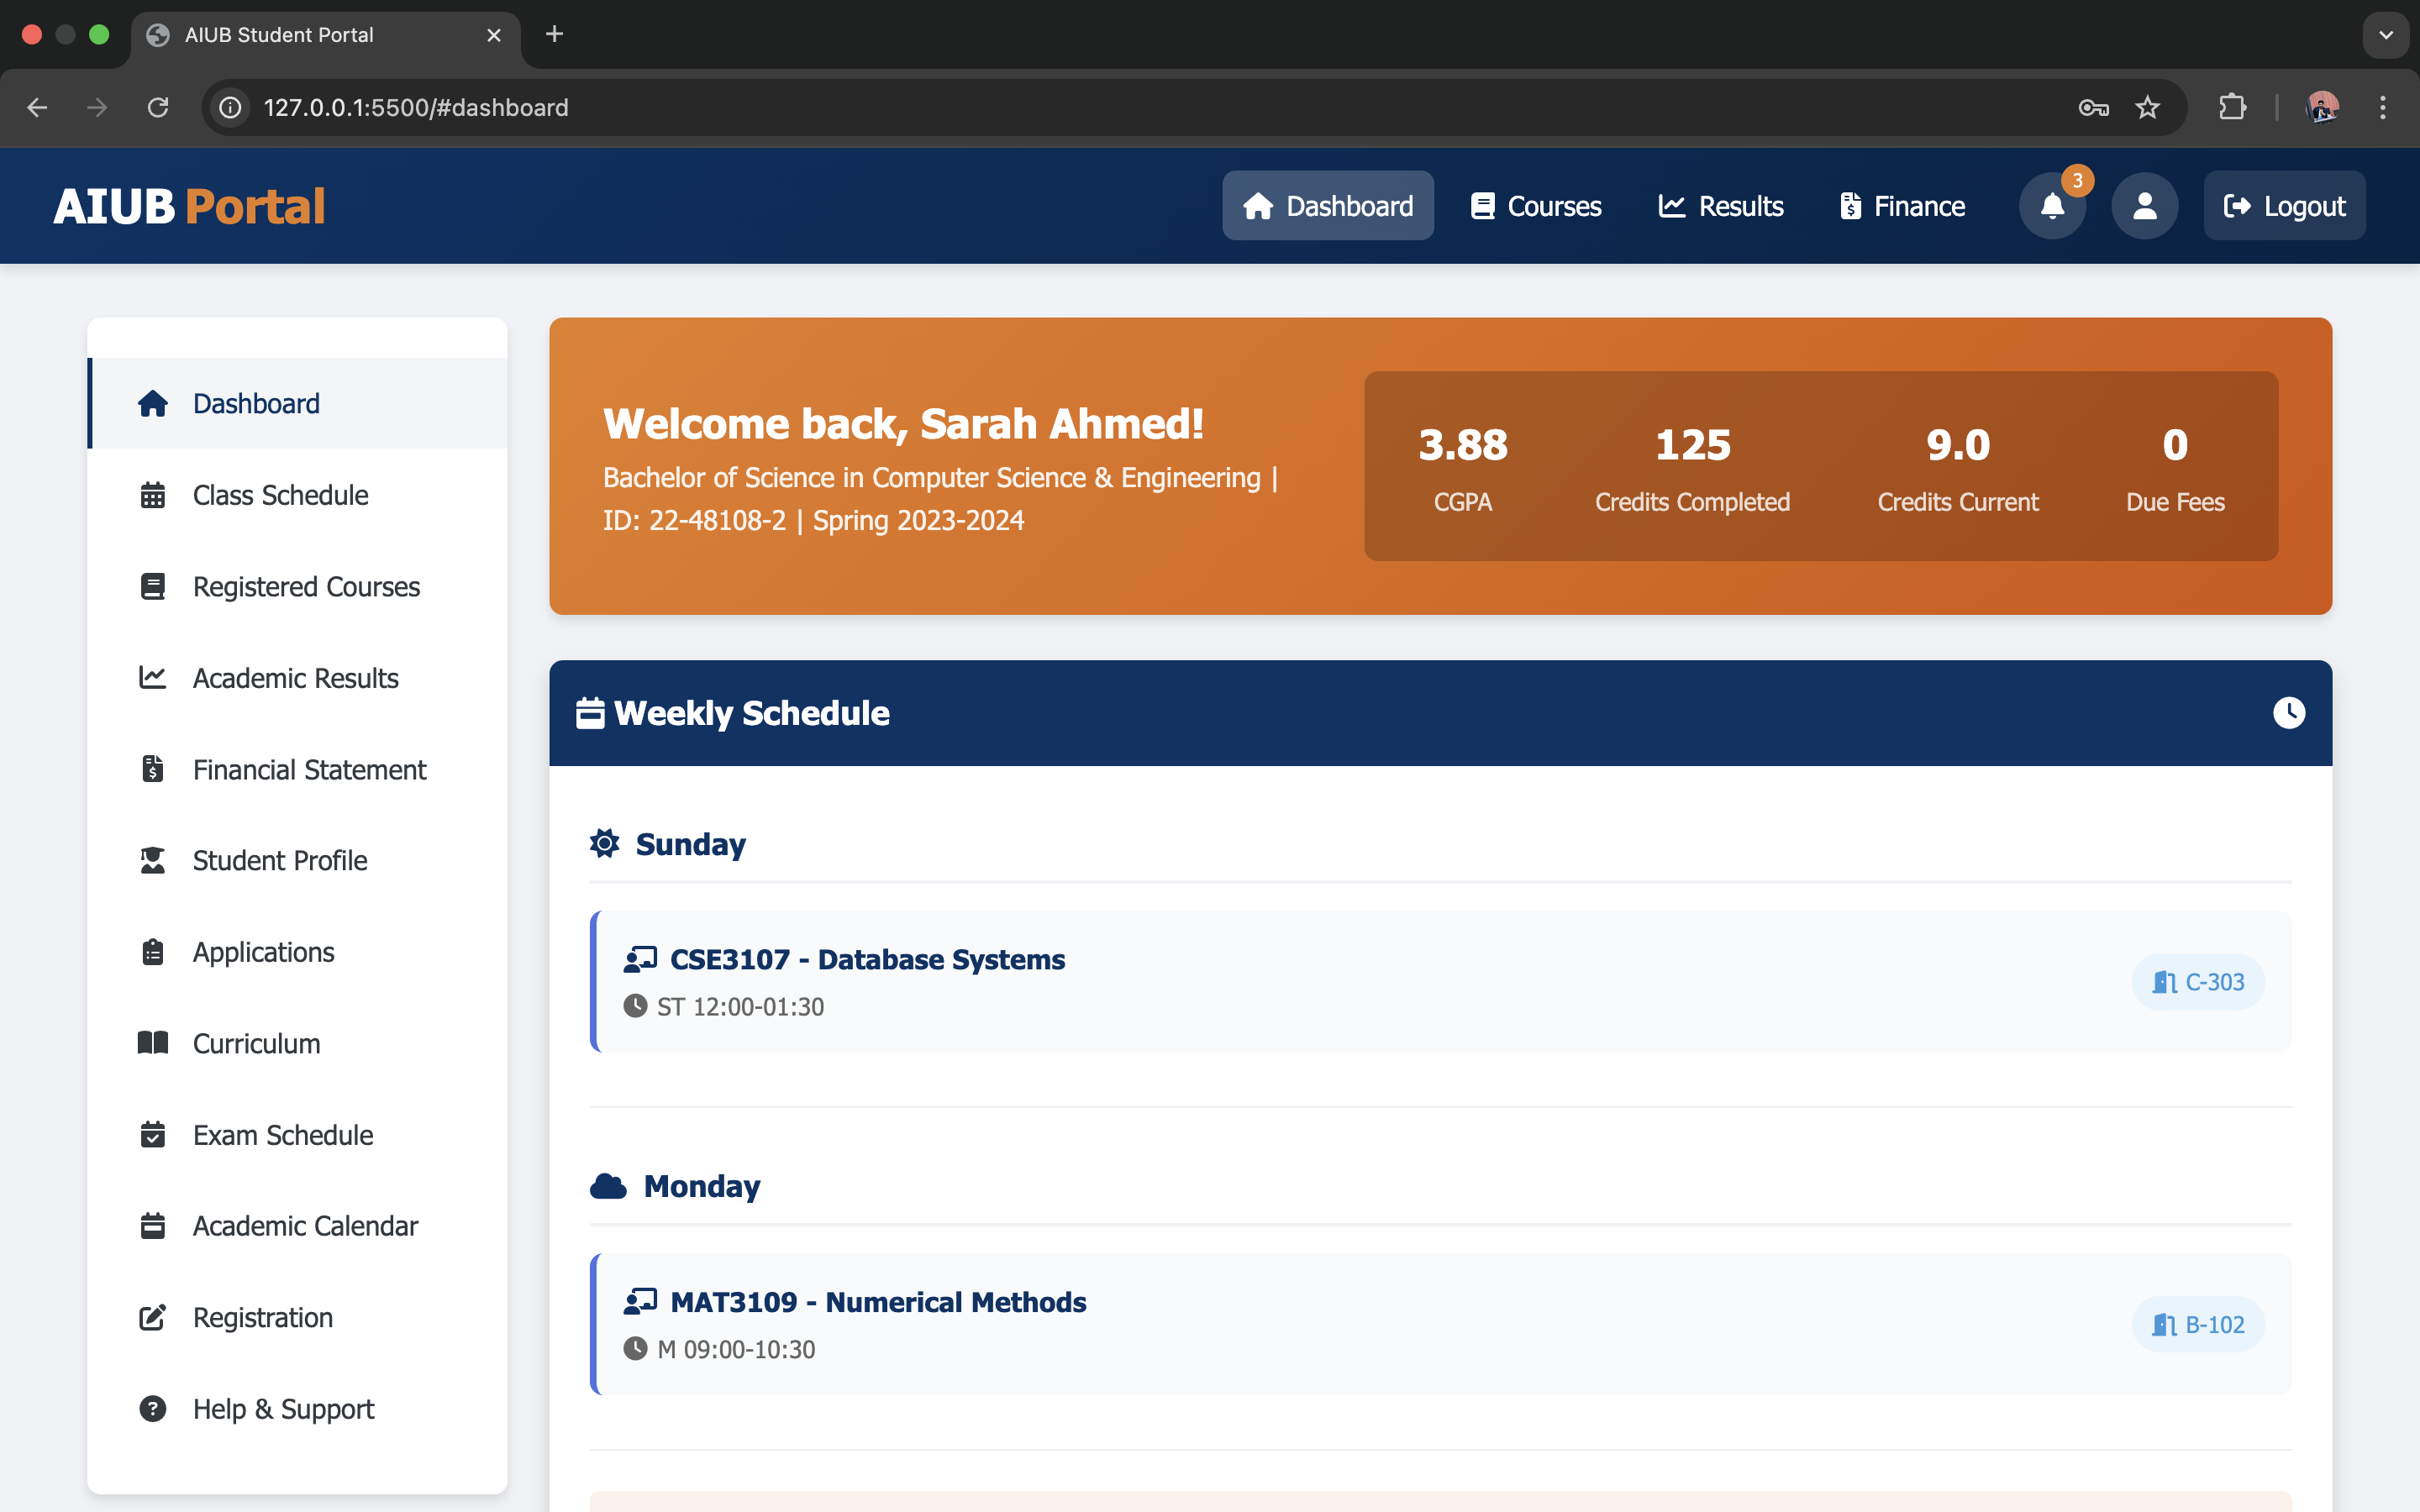 AIUB Student Portal
127.0.0.1:5500/#dashboard
AIUB Portal
Dashboard
Courses
Results
Finance
3
Logout
Dashboard
Class Schedule
Registered Courses
Academic Results
Financial Statement
Student Profile
Applications
Curriculum
Exam Schedule
Academic Calendar
Registration
Help & Support
Welcome back, Sarah Ahmed!
Bachelor of Science in Computer Science & Engineering |
ID: 22-48108-2 | Spring 2023-2024
3.88
CGPA
125
Credits Completed
9.0
Credits Current
0
Due Fees
Weekly Schedule
Sunday
CSE3107 - Database Systems
ST 12:00-01:30
C-303
Monday
MAT3109 - Numerical Methods
M 09:00-10:30
B-102